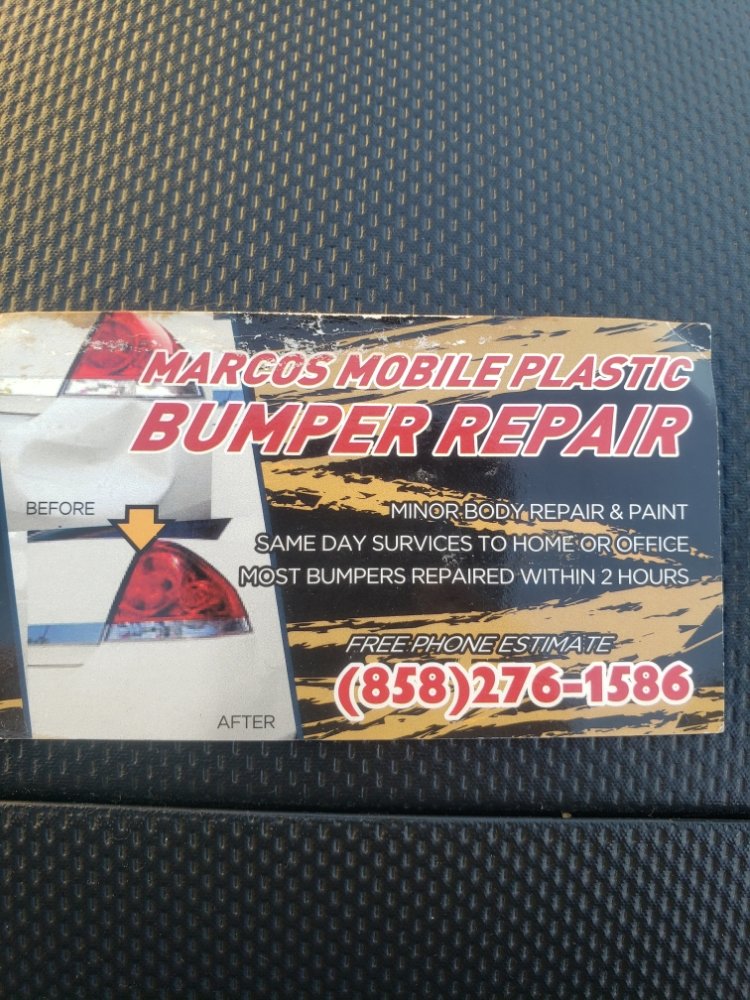 MARCOS MOBILE PLASTIC
BUMPER REPAIR
BEFORE
MINOR BODY REPAIR & PAINT
SAME DAY SURVICES TO HOME OR OFFICE
MOST BUMPERS REPAIRED WITHIN 2 HOURS
FREE PHONE ESTIMATE
(858)276-1586
AFTER